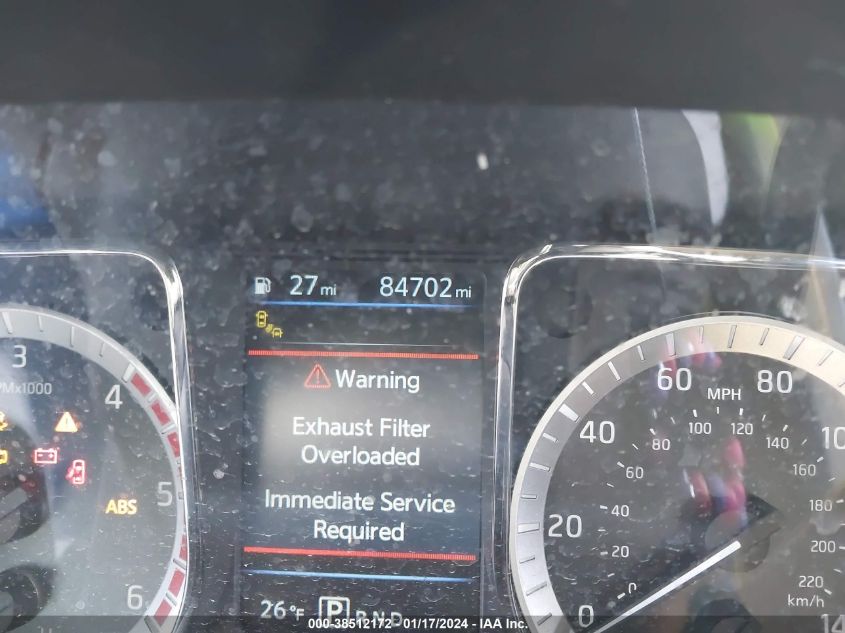 27 mi 84702 mi
Warning
Exhaust Filter
Overloaded
Immediate Service
Required
26°F P R N D
3
PMx1000
4
5
6
ABS
MPH
0
20
40
60
80
0
20
40
60
80
100
120
140
160
180
200
220
km/h
000-38512172 - 01/17/2024 - IAA Inc.